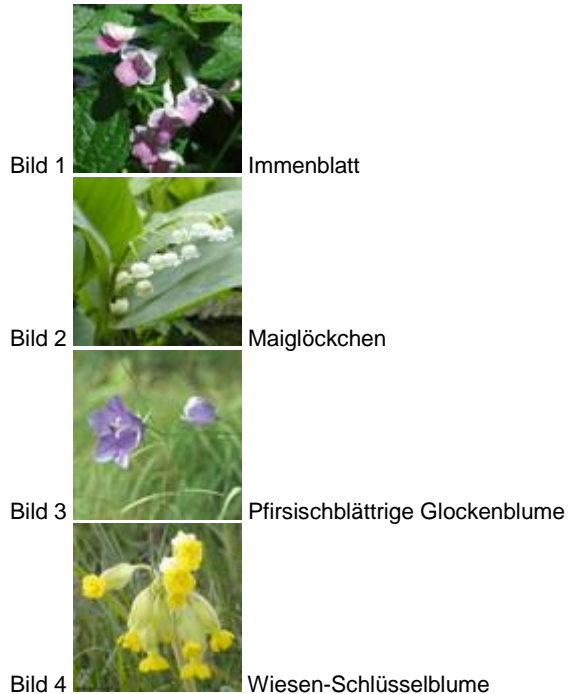 Bild 1 Immenblatt
Bild 2 Maiglöckchen
Bild 3 Pfirsischblättrige Glockenblume
Bild 4 Wiesen-Schlüsselblume